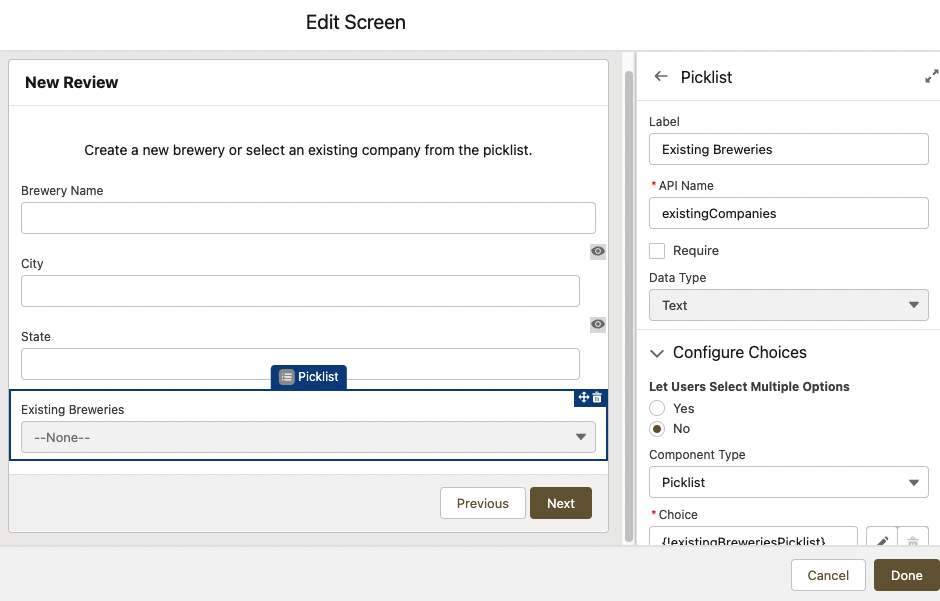 Edit Screen
New Review
Create a new brewery or select an existing company from the picklist.
Brewery Name
City
State
Picklist
Existing Breweries
--None--
Previous
Next
Picklist
Label
Existing Breweries
* API Name
existingCompanies
Require
Data Type
Text
Configure Choices
Let Users Select Multiple Options
Yes
No
Component Type
Picklist
* Choice
{!existingBreweriesPicklist}
Cancel
Done